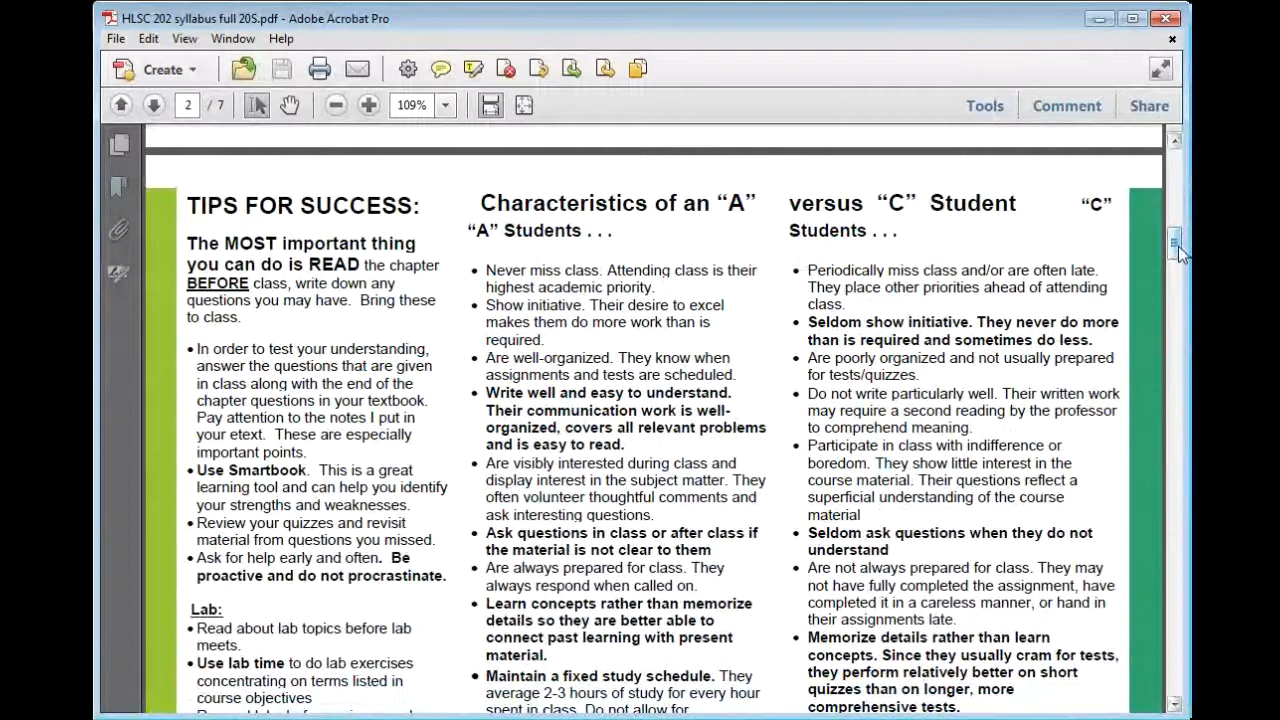 HLSC 202 syllabus full 20S.pdf - Adobe Acrobat Pro
File Edit View Window Help
Create
2 / 7 109% Tools Comment Share
TIPS FOR SUCCESS:
The MOST important thing
you can do is READ the chapter
BEFORE class, write down any
questions you may have. Bring these
to class.
• In order to test your understanding,
answer the questions that are given
in class along with the end of the
chapter questions in your textbook.
Pay attention to the notes I put in
your etext. These are especially
important points.
• Use Smartbook. This is a great
learning tool and can help you identify
your strengths and weaknesses.
• Review your quizzes and revisit
material from questions you missed.
• Ask for help early and often. Be
proactive and do not procrastinate.
Lab:
• Read about lab topics before lab
meets.
• Use lab time to do lab exercises
concentrating on terms listed in
course objectives
Characteristics of an “A”
“A” Students . . .
• Never miss class. Attending class is their
highest academic priority.
• Show initiative. Their desire to excel
makes them do more work than is
required.
• Are well-organized. They know when
assignments and tests are scheduled.
• Write well and easy to understand.
Their communication work is well-
organized, covers all relevant problems
and is easy to read.
• Are visibly interested during class and
display interest in the subject matter. They
often volunteer thoughtful comments and
ask interesting questions.
• Ask questions in class or after class if
the material is not clear to them
• Are always prepared for class. They
always respond when called on.
• Learn concepts rather than memorize
details so they are better able to
connect past learning with present
material.
• Maintain a fixed study schedule. They
average 2-3 hours of study for every hour
spent in class. Do not allow for
versus “C” Student “C”
Students . . .
• Periodically miss class and/or are often late.
They place other priorities ahead of attending
class.
• Seldom show initiative. They never do more
than is required and sometimes do less.
• Are poorly organized and not usually prepared
for tests/quizzes.
• Do not write particularly well. Their written work
may require a second reading by the professor
to comprehend meaning.
• Participate in class with indifference or
boredom. They show little interest in the
course material. Their questions reflect a
superficial understanding of the course
material
• Seldom ask questions when they do not
understand
• Are not always prepared for class. They may
not have fully completed the assignment, have
completed it in a careless manner, or hand in
their assignments late.
• Memorize details rather than learn
concepts. Since they usually cram for tests,
they perform relatively better on short
quizzes than on longer, more
comprehensive tests.